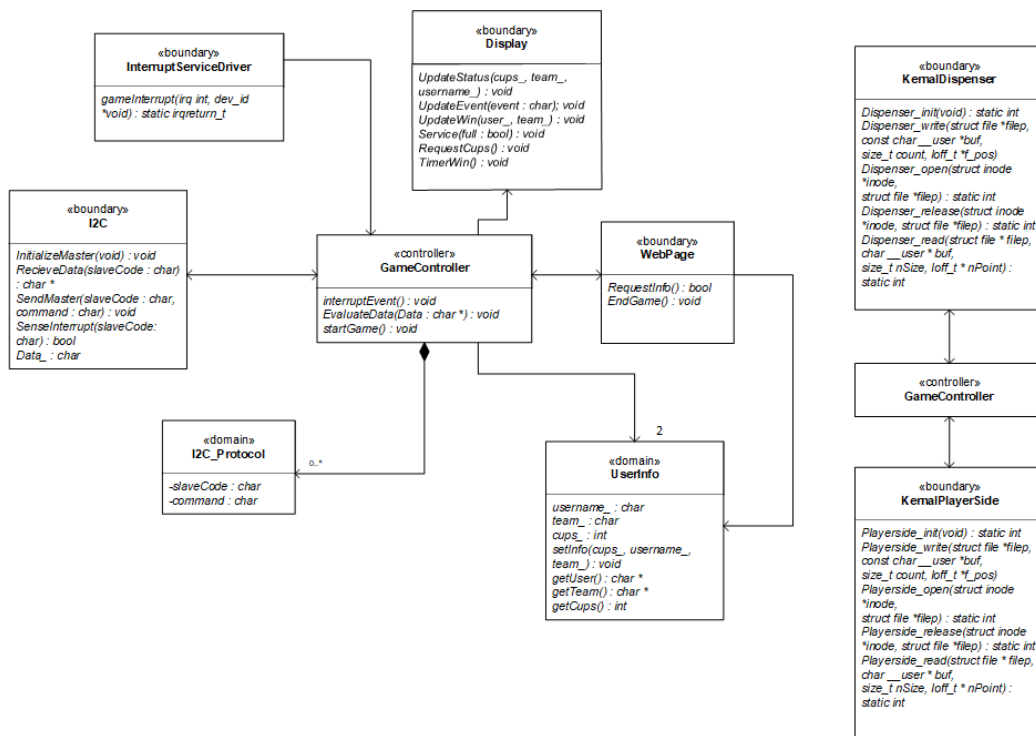 «boundary»
InterruptServiceDriver
gameInterrupt(irq int, dev_id
*void) : static irqreturn_t
«boundary»
Display
UpdateStatus(cups_, team_,
username_) : void
UpdateEvent(event : char); void
UpdateWin(user_, team_) : void
Service(full : bool) : void
RequestCups() : void
TimerWin() : void
«boundary»
I2C
InitializeMaster(void) : void
RecieveData(slaveCode : char)
: char *
SendMaster(slaveCode : char,
command : char) : void
SenseInterrupt(slaveCode:
char) : bool
Data_ : char
«controller»
GameController
interruptEvent() : void
EvaluateData(Data : char *) : void
startGame() : void
«boundary»
WebPage
RequestInfo() : bool
EndGame() : void
«domain»
I2C_Protocol
-slaveCode : char
-command : char
0..*
2
«domain»
UserInfo
username_ : char
team_ : char
cups_ : int
setInfo(cups_, username_,
team_) : void
getUser() : char *
getTeam() : char *
getCups() : int
«boundary»
KernalDispenser
Dispenser_init(void) : static int
Dispenser_write(struct file *filep,
const char __user *buf,
size_t count, loff_t *f_pos)
Dispenser_open(struct inode
*inode,
struct file *filep) : static int
Dispenser_release(struct inode
*inode, struct file *filep) : static int
Dispenser_read(struct file * filep,
char __user * buf,
size_t nSize, loff_t * nPoint) :
static int
«controller»
GameController
«boundary»
KernalPlayerSide
Playerside_init(void) : static int
Playerside_write(struct file *filep,
const char __user *buf,
size_t count, loff_t *f_pos)
Playerside_open(struct inode
*inode,
struct file *filep) : static int
Playerside_release(struct inode
*inode, struct file *filep) : static int
Playerside_read(struct file * filep,
char __user * buf,
size_t nSize, loff_t * nPoint) :
static int